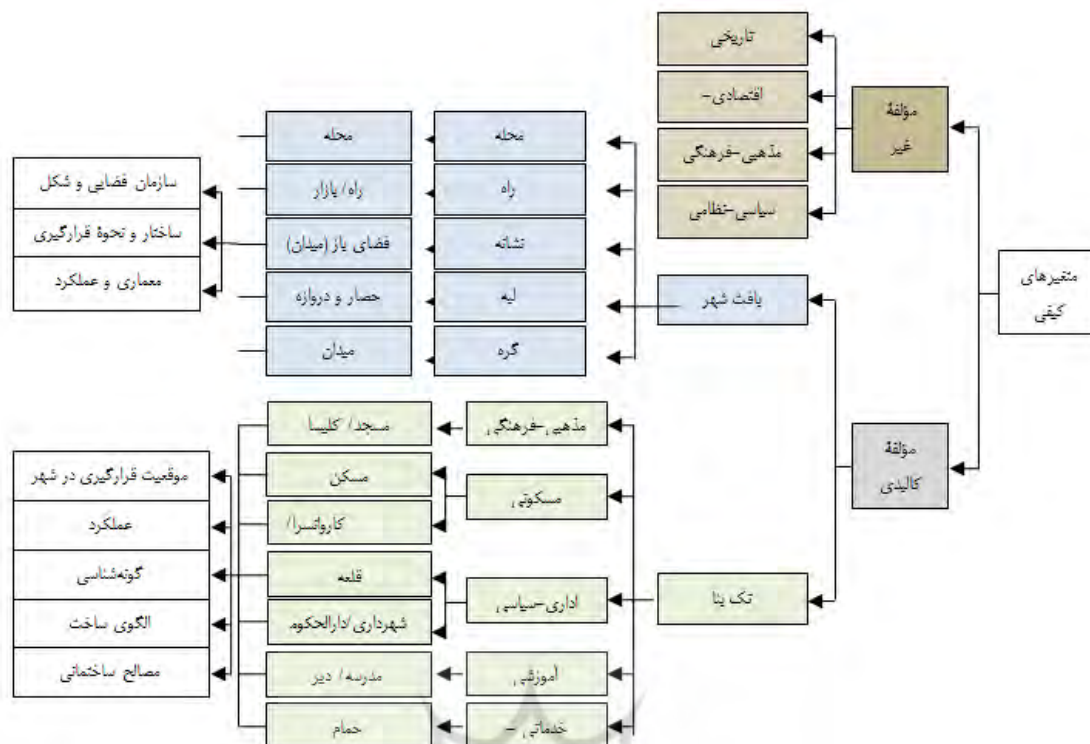 متغیرهای
کیفی
مؤلفهٔ
غیر
تاریخی
اقتصادی-
مذهبی-فرهنگی
سیاسی-نظامی
مؤلفهٔ
کالبدی
بافت شهر
محله
راه
نشانه
لبه
گره
محله
راه/ بازار
فضای باز (میدان)
حصار و دروازه
میدان
سازمان فضایی و شکل
ساختار و نحوهٔ قرارگیری
معماری و عملکرد
تک بنا
مذهبی-فرهنگی
مسکونی
اداری-سیاسی
آموزشی
خدماتی -
مسجد/ کلیسا
مسکن
کاروانسرا/
قلعه
شهرداری/دارالحکوم
مدرسه/ دیر
حمام
موقعیت قرارگیری در شهر
عملکرد
گونه‌شناسی
الگوی ساخت
مصالح ساختمانی